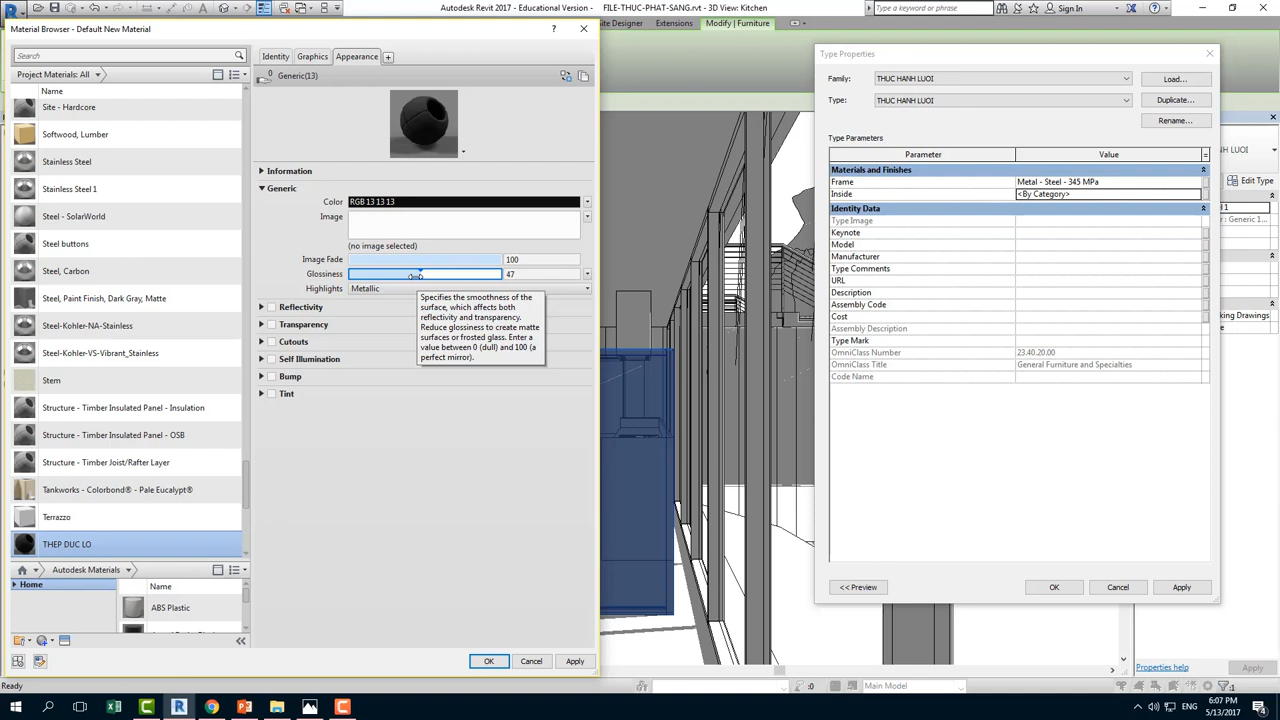 Autodesk Revit 2017 - Educational Version - FILE-THUC-PHAT-SANG.rvt - 3D View: Kitchen
Type a keyword or phrase
Sign In
Site Designer
Extensions
Modify | Furniture
Material Browser - Default New Material
?
Search
Project Materials: All
Name
Site - Hardcore
Softwood, Lumber
Stainless Steel
Stainless Steel 1
Steel - SolarWorld
Steel buttons
Steel, Carbon
Steel, Paint Finish, Dark Gray, Matte
Steel-Kohler-NA-Stainless
Steel-Kohler-VS-Vibrant_Stainless
Stem
Structure - Timber Insulated Panel - Insulation
Structure - Timber Insulated Panel - OSB
Structure - Timber Joist/Rafter Layer
Tankworks - Colorbond® - Pale Eucalypt®
Terrazzo
THEP DUC LO
Autodesk Materials
Home
Name
ABS Plastic
Identity
Graphics
Appearance
0
Generic(13)
Information
Generic
Color
RGB 13 13 13
Image
(no image selected)
Image Fade
100
Glossiness
47
Highlights
Metallic
Specifies the smoothness of the
surface, which affects both
reflectivity and transparency.
Reduce glossiness to create matte
surfaces or frosted glass. Enter a
value between 0 (dull) and 100 (a
perfect mirror).
Reflectivity
Transparency
Cutouts
Self Illumination
Bump
Tint
OK
Cancel
Apply
Type Properties
Family:
THUC HANH LUOI
Load...
Type:
THUC HANH LUOI
Duplicate...
Rename...
Type Parameters
Parameter
Value
=
Materials and Finishes
Frame
Metal - Steel - 345 MPa
Inside
<By Category>
Identity Data
Type Image
Keynote
Model
Manufacturer
Type Comments
URL
Description
Assembly Code
Cost
Assembly Description
Type Mark
OmniClass Number
23.40.20.00
OmniClass Title
General Furniture and Specialties
Code Name
<< Preview
OK
Cancel
Apply
Edit Type
Properties help
Apply
Ready
:0
Main Model
:1
ENG
6:07 PM
5/13/2017